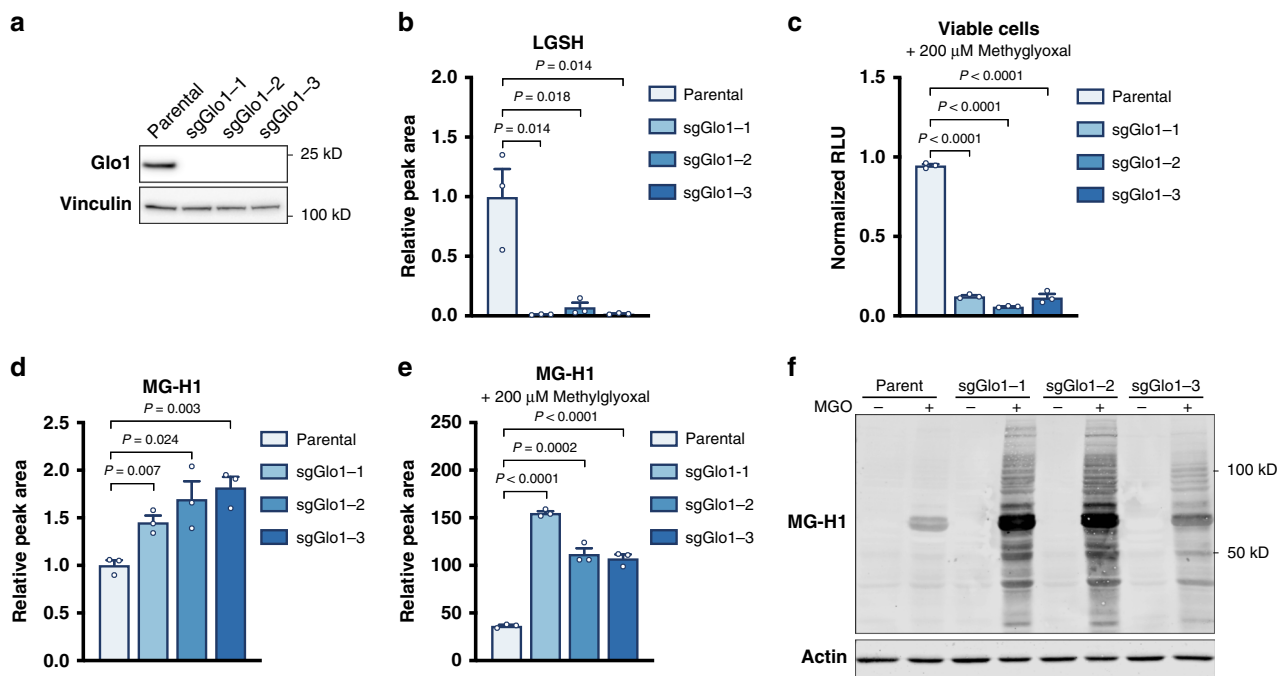 a
Parental
sgGlo1–1
sgGlo1–2
sgGlo1–3
Glo1
25 kD
Vinculin
100 kD
b
LGSH
Relative peak area
2.0
1.5
1.0
0.5
0.0
P = 0.014
P = 0.018
P = 0.014
Parental
sgGlo1–1
sgGlo1–2
sgGlo1–3
c
Viable cells
+ 200 μM Methyglyoxal
Normalized RLU
1.5
1.0
0.5
0.0
P < 0.0001
P < 0.0001
P < 0.0001
Parental
sgGlo1–1
sgGlo1–2
sgGlo1–3
d
MG-H1
Relative peak area
2.5
2.0
1.5
1.0
0.5
0.0
P = 0.003
P = 0.024
P = 0.007
Parental
sgGlo1–1
sgGlo1–2
sgGlo1–3
e
MG-H1
+ 200 μM Methylglyoxal
Relative peak area
250
200
150
100
50
0
P < 0.0001
P = 0.0002
P < 0.0001
Parental
sgGlo1-1
sgGlo1–2
sgGlo1–3
f
Parent sgGlo1–1 sgGlo1–2 sgGlo1–3
MGO – + – + – + – +
100 kD
MG-H1
50 kD
Actin